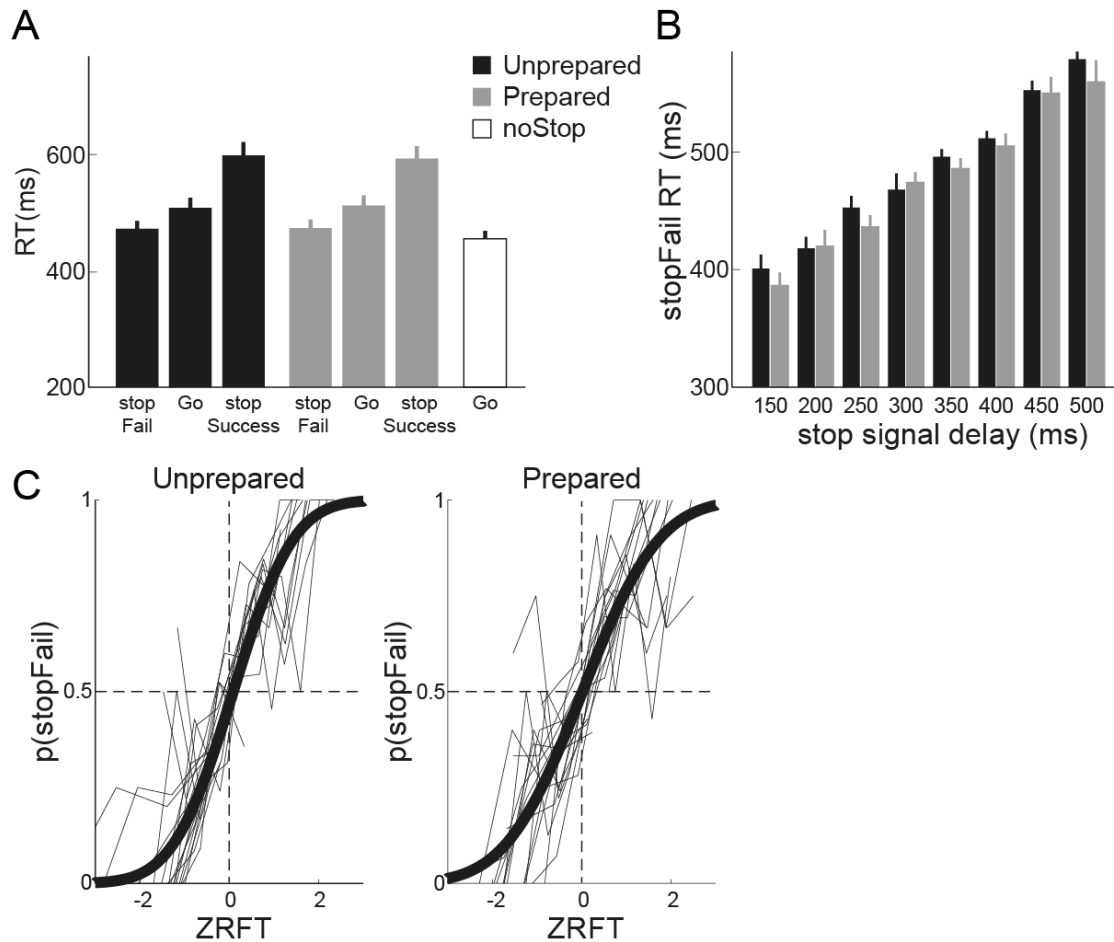 A
B
Unprepared
Prepared
noStop
RT(ms)
600
400
200
stop Fail
Go
stop Success
stop Fail
Go
stop Success
Go
stopFail RT (ms)
500
400
300
150 200 250 300 350 400 450 500
stop signal delay (ms)
C
Unprepared
p(stopFail)
1
0.5
0
-2 0 2
ZRFT
Prepared
p(stopFail)
1
0.5
0
-2 0 2
ZRFT